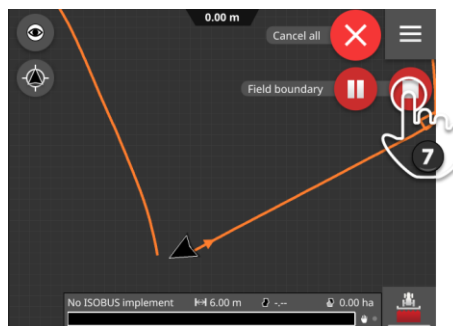 0.00 m
Cancel all
Field boundary
7
No ISOBUS implement 6.00 m -.-- 0.00 ha